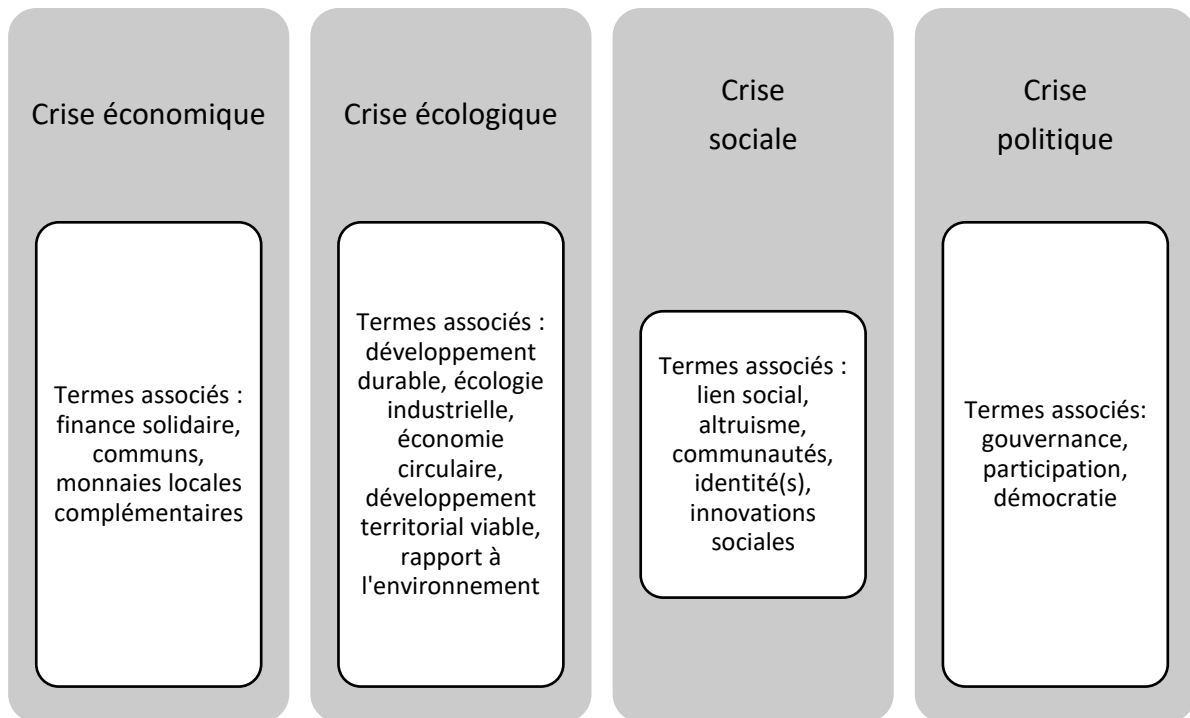 Crise économique
Termes associés :
finance solidaire,
communs,
monnaies locales
complémentaires
Crise écologique
Termes associés :
développement
durable, écologie
industrielle,
économie
circulaire,
développement
territorial viable,
rapport à
l'environnement
Crise
sociale
Termes associés :
lien social,
altruisme,
communautés,
identité(s),
innovations
sociales
Crise
politique
Termes associés:
gouvernance,
participation,
démocratie